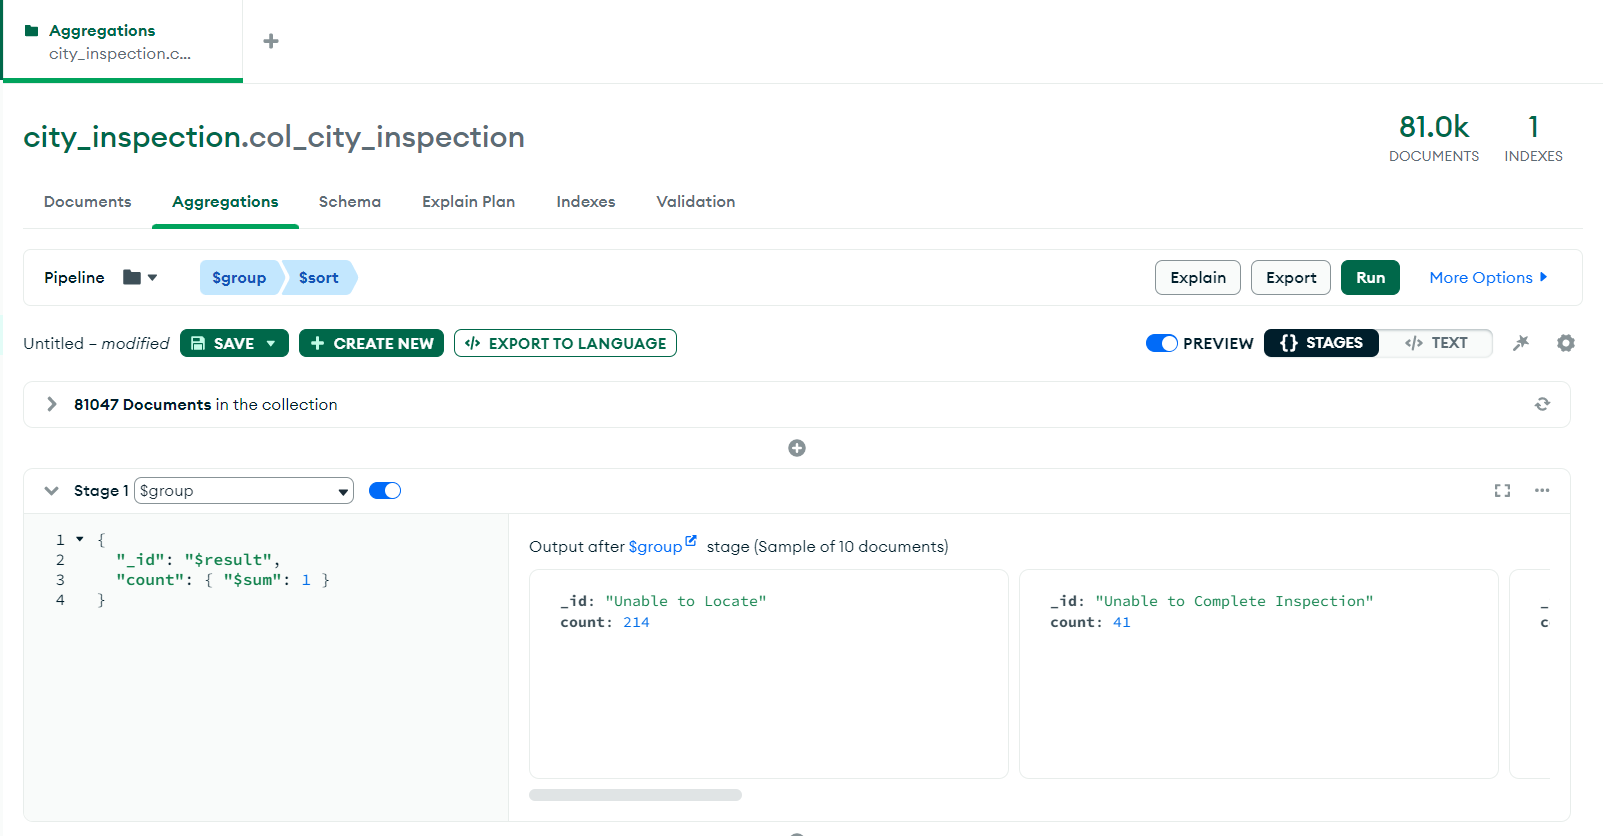 Aggregations
city_inspection.c...
city_inspection.col_city_inspection
81.0k
DOCUMENTS
1
INDEXES
Documents
Aggregations
Schema
Explain Plan
Indexes
Validation
Pipeline
$group
$sort
Explain
Export
Run
More Options
Untitled – modified
SAVE
CREATE NEW
</> EXPORT TO LANGUAGE
PREVIEW
{} STAGES
</> TEXT
81047 Documents in the collection
Stage 1
$group
1 {
2 "_id": "$result",
3 "count": { "$sum": 1 }
4 }
Output after $group stage (Sample of 10 documents)
_id: "Unable to Locate"
count: 214
_id: "Unable to Complete Inspection"
count: 41